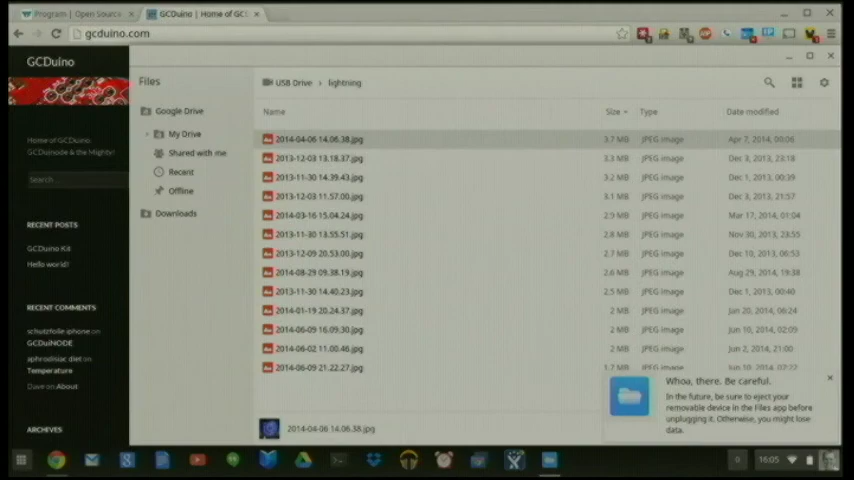 Program | Open Source
GCDuino | Home of GC
gcduino.com
GCDuino
Home of GCDuino
GCDuinode & the Mighty!
Search ...
RECENT POSTS
GCDuino Kit
Hello world!
RECENT COMMENTS
schutzfolie iphone on
GCDuiNODE
aphrodisiac diet on
Temperature
Dave on About
ARCHIVES
Files
Google Drive
My Drive
Shared with me
Recent
Offline
Downloads
USB Drive › lightning
Name Size Type Date modified
2014-04-06 14.06.38.jpg 3.7 MB JPEG image Apr 7, 2014, 00:06
2013-12-03 13.18.37.jpg 3.3 MB JPEG image Dec 3, 2013, 23:18
2013-11-30 14.39.43.jpg 3.2 MB JPEG image Dec 1, 2013, 00:39
2013-12-03 11.57.00.jpg 3.1 MB JPEG image Dec 3, 2013, 21:57
2014-03-16 15.04.24.jpg 2.9 MB JPEG image Mar 17, 2014, 01:04
2013-11-30 13.55.51.jpg 2.8 MB JPEG image Nov 30, 2013, 23:55
2013-12-09 20.53.00.jpg 2.7 MB JPEG image Dec 10, 2013, 06:53
2014-08-29 09.38.19.jpg 2.6 MB JPEG image Aug 29, 2014, 19:38
2013-11-30 14.40.23.jpg 2.5 MB JPEG image Dec 1, 2013, 00:40
2014-01-19 20.24.37.jpg 2 MB JPEG image Jan 20, 2014, 06:24
2014-06-09 16.09.30.jpg 2 MB JPEG image Jun 10, 2014, 02:09
2014-06-02 11.00.46.jpg 2 MB JPEG image Jun 2, 2014, 21:00
2014-06-09 21.22.27.jpg 1.7 MB JPEG image Jun 10, 2014, 07:22
2014-04-06 14.06.38.jpg
Whoa, there. Be careful.
In the future, be sure to eject your
removable device in the Files app before
unplugging it. Otherwise, you might lose
data.
0 16:05